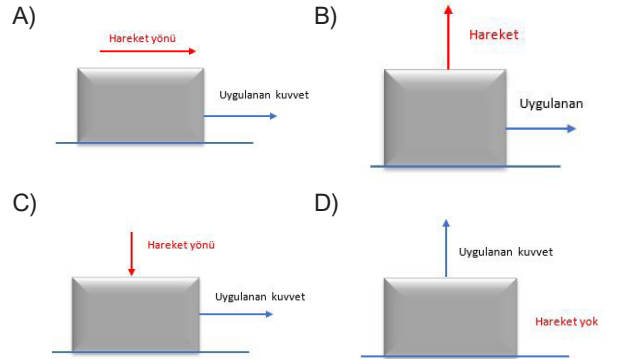 A)
Hareket yönü
Uygulanan kuvvet
B)
Hareket
Uygulanan
C)
Hareket yönü
Uygulanan kuvvet
D)
Uygulanan kuvvet
Hareket yok